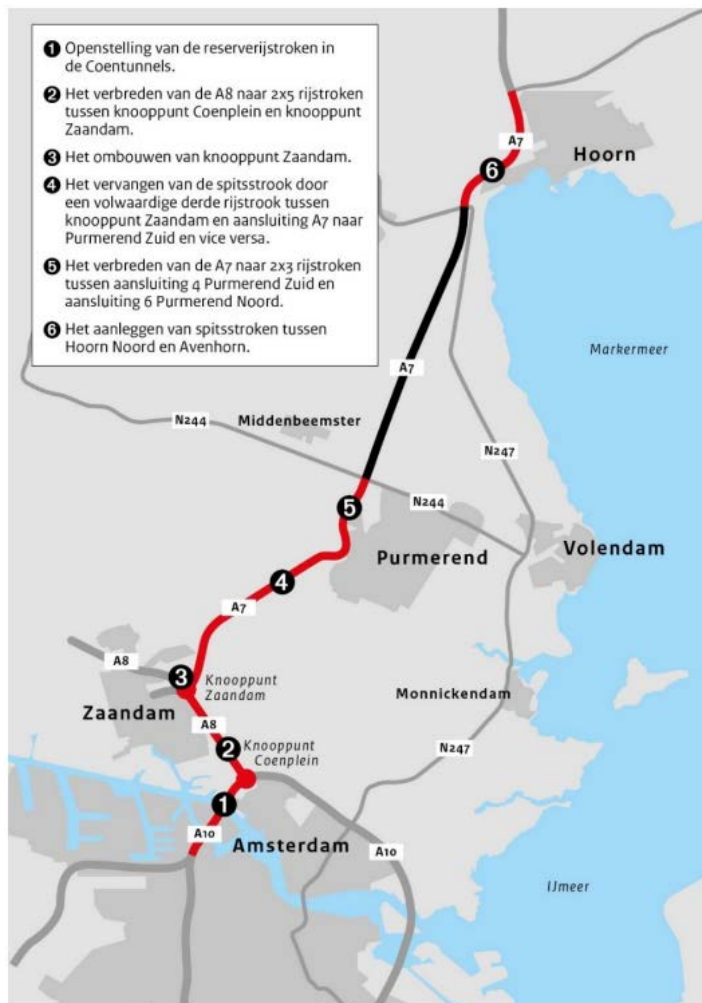 1 Openstelling van de reserverijstroken in
de Coentunnels.
2 Het verbreden van de A8 naar 2x5 rijstroken
tussen knooppunt Coenplein en knooppunt
Zaandam.
3 Het ombouwen van knooppunt Zaandam.
4 Het vervangen van de spitsstrook door
een volwaardige derde rijstrook tussen
knooppunt Zaandam en aansluiting A7 naar
Purmerend Zuid en vice versa.
5 Het verbreden van de A7 naar 2x3 rijstroken
tussen aansluiting 4 Purmerend Zuid en
aansluiting 6 Purmerend Noord.
6 Het aanleggen van spitsstroken tussen
Hoorn Noord en Avenhorn.
A7
Hoorn
6
Markermeer
A7
N244
Middenbeemster
N247
N244
5
Purmerend
Volendam
4
A7
A8
3
Knooppunt
Zaandam
Monnickendam
Zaandam
A8
2
Knooppunt
Coenplein
N247
1
A10
Amsterdam
A10
IJmeer